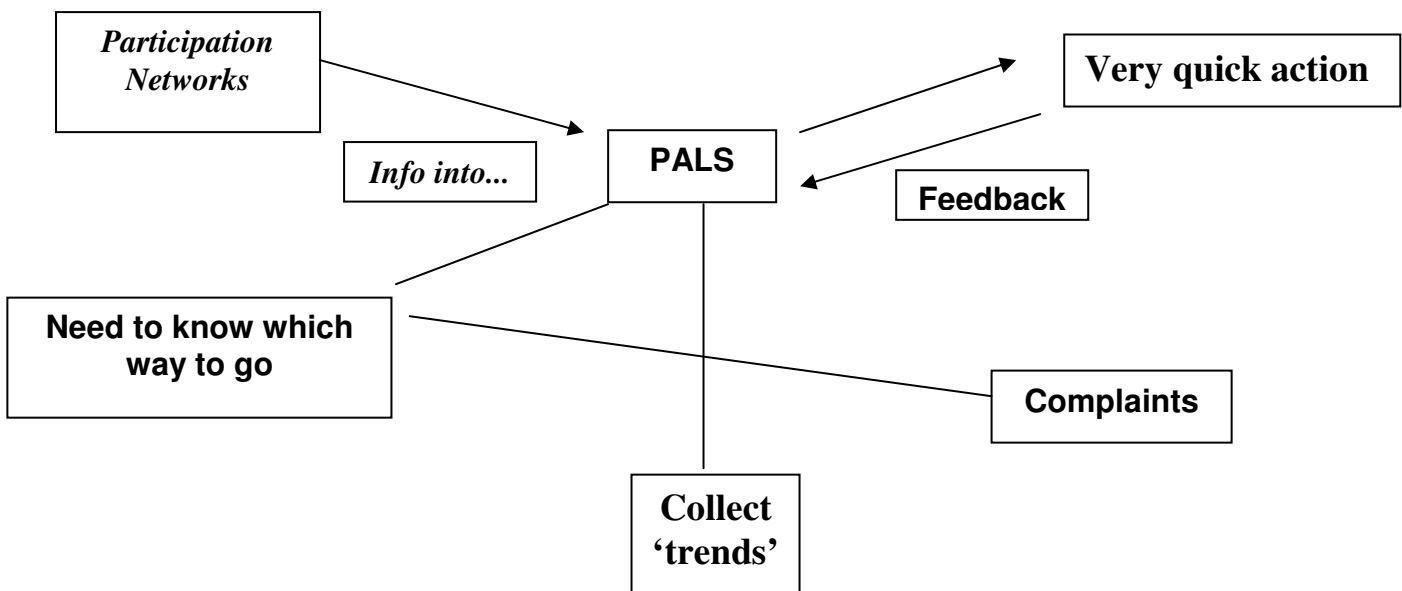 Participation
Networks
Very quick action
PALS
Info into...
Feedback
Need to know which
way to go
Complaints
Collect
‘trends’